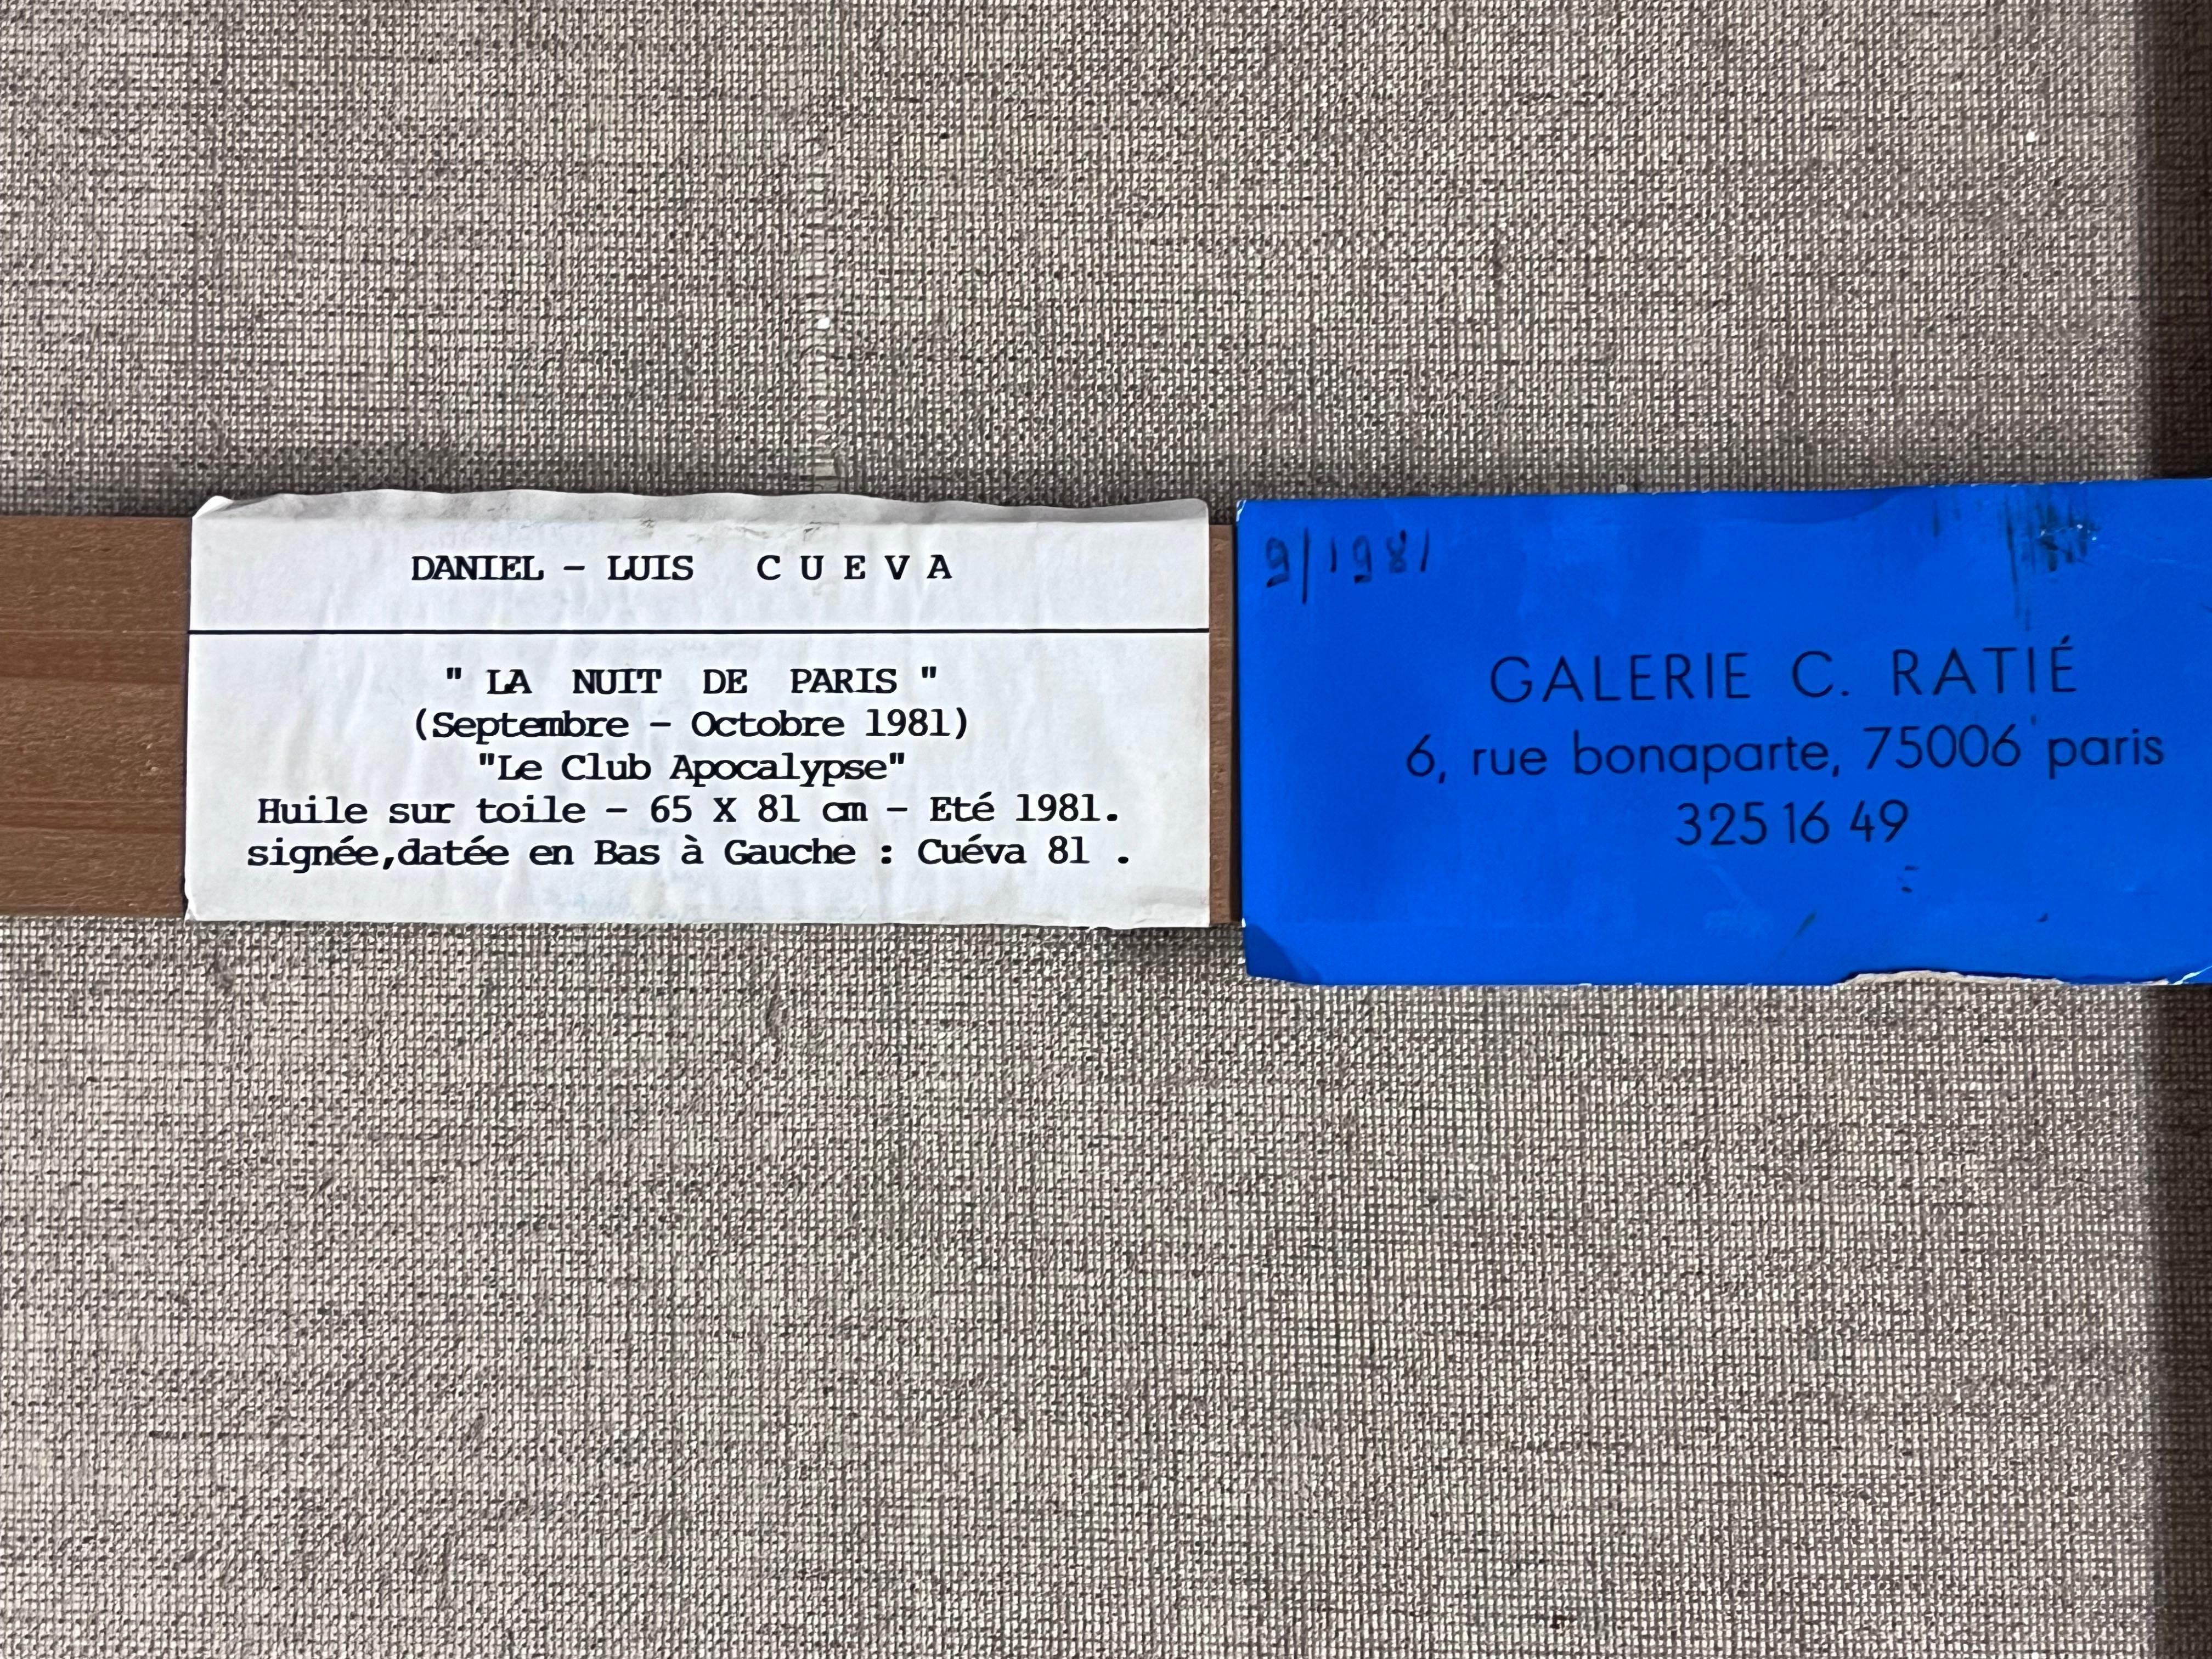 DANIEL - LUIS C U E V A
" LA NUIT DE PARIS "
(Septembre - Octobre 1981)
"Le Club Apocalypse"
Huile sur toile - 65 X 81 cm - Eté 1981.
signée,datée en Bas à Gauche : Cuéva 81 .
9/1981
GALERIE C. RATIÉ
6, rue bonaparte, 75006 paris
325 16 49